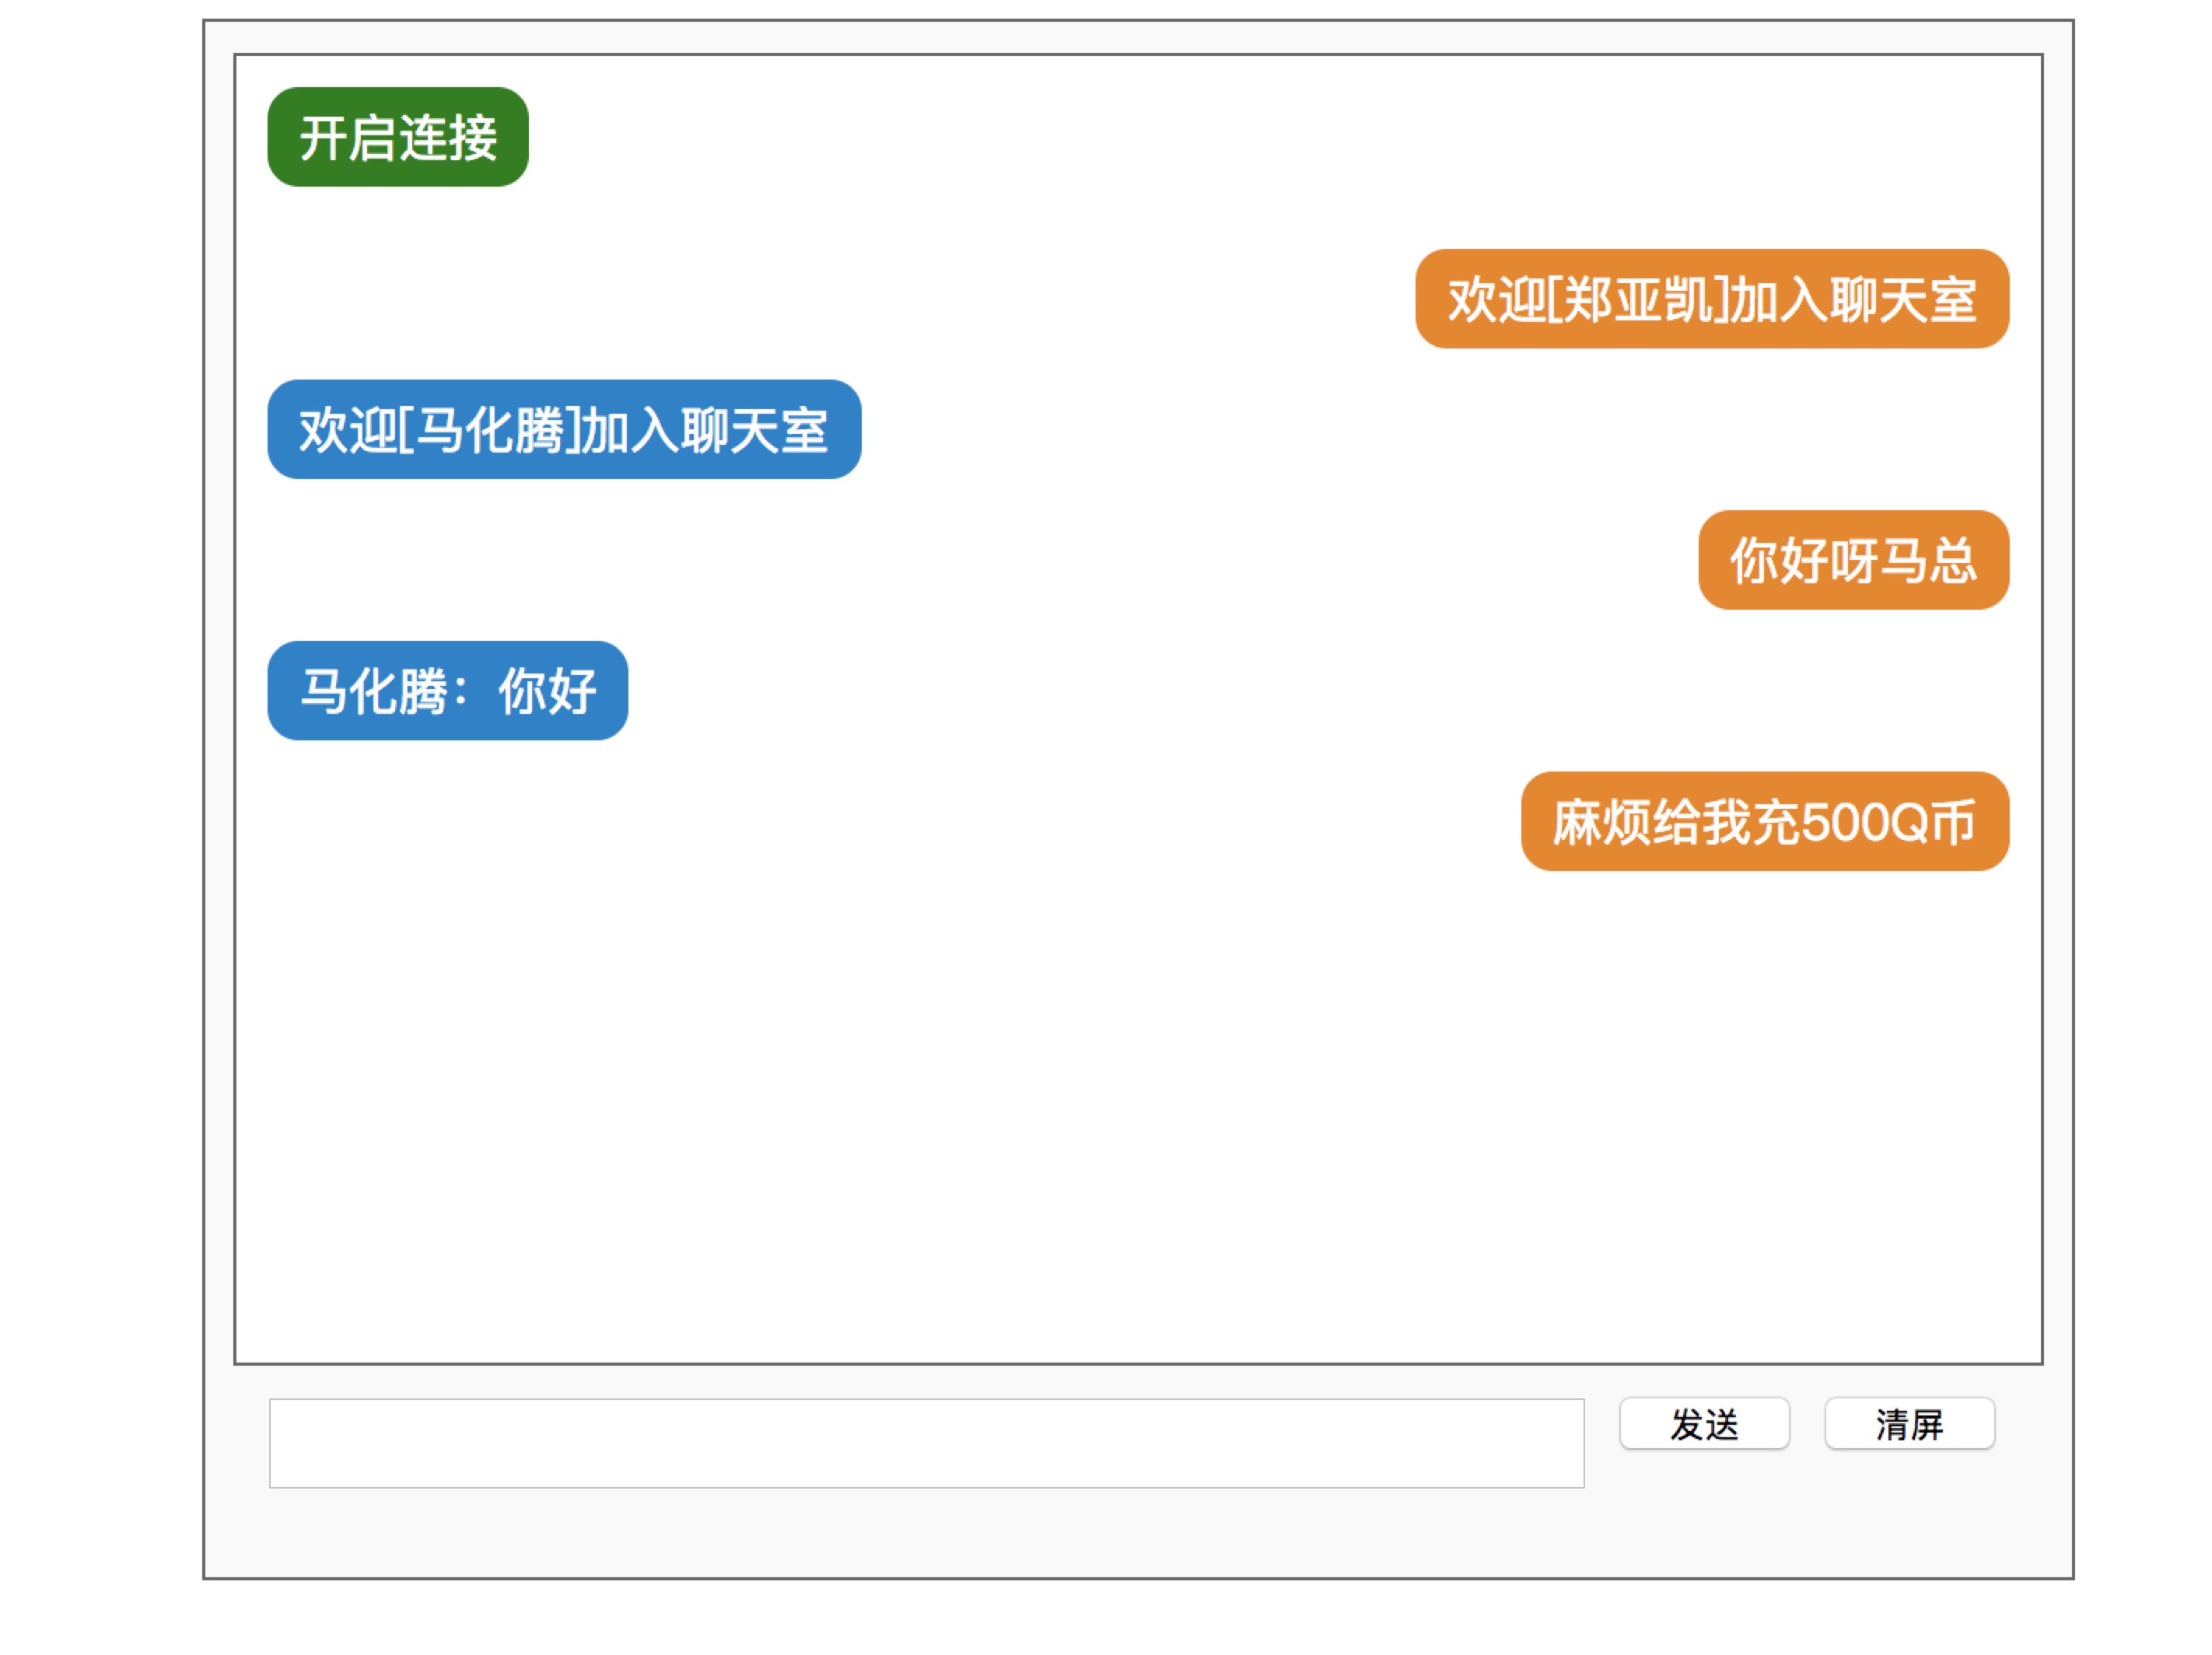 开启连接
欢迎[郑亚凯]加入聊天室
欢迎[马化腾]加入聊天室
你好呀马总
马化腾：你好
麻烦给我充500Q币
发送
清屏